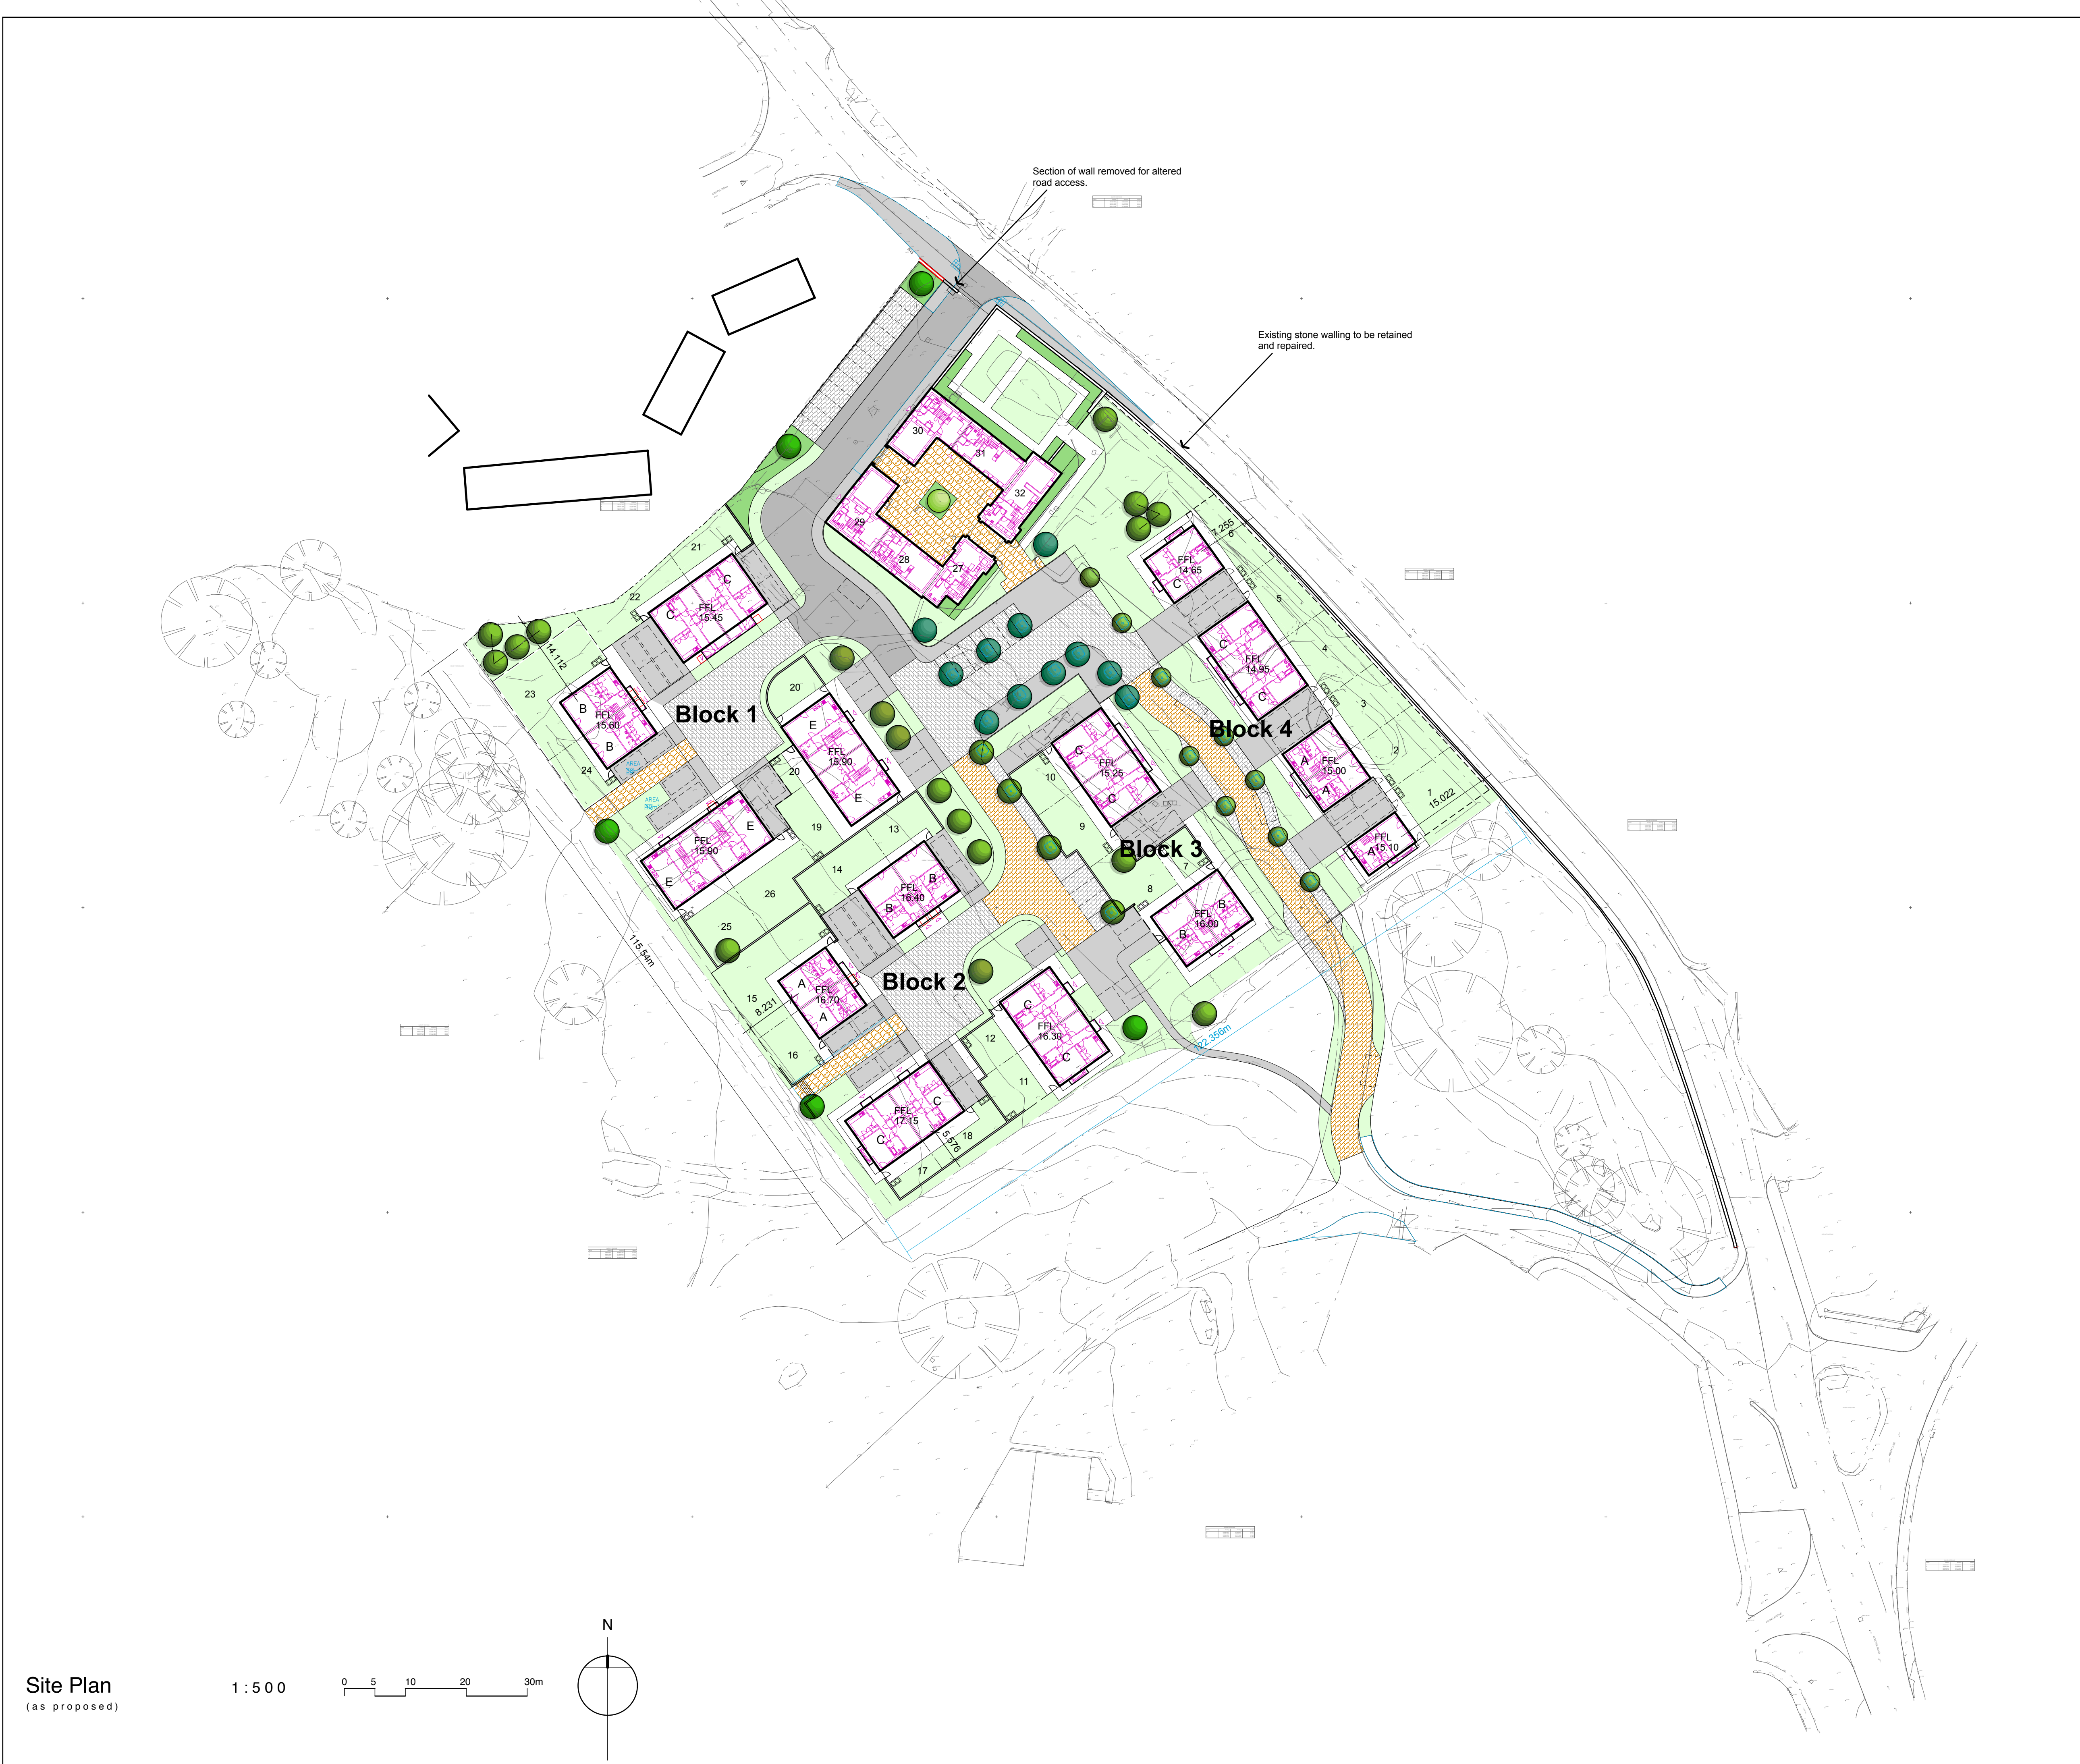 Section of wall removed for altered
road access.
Existing stone walling to be retained
and repaired.
30
31
32
29
28
27
21
22
C
C
FFL
15.45
14.112
23
B
B
FFL
15.60
24
Block 1
AREA
AREA
20
E
E
FFL
15.90
20
19
E
E
FFL
15.90
26
25
115.54m
13
14
B
B
FFL
16.40
A
A
FFL
16.70
15
8.231
16
Block 2
C
C
FFL
16.30
12
11
C
C
FFL
17.15
5.576
18
17
7.255
6
FFL
14.65
C
5
C
C
FFL
14.95
4
3
Block 4
2
A
A
FFL
15.00
1
15.022
FFL
15.10
A
10
C
C
FFL
15.25
9
Block 3
7
8
B
B
FFL
16.00
22.356m
Site Plan
(as proposed)
1:500
0 5 10 20 30m
N